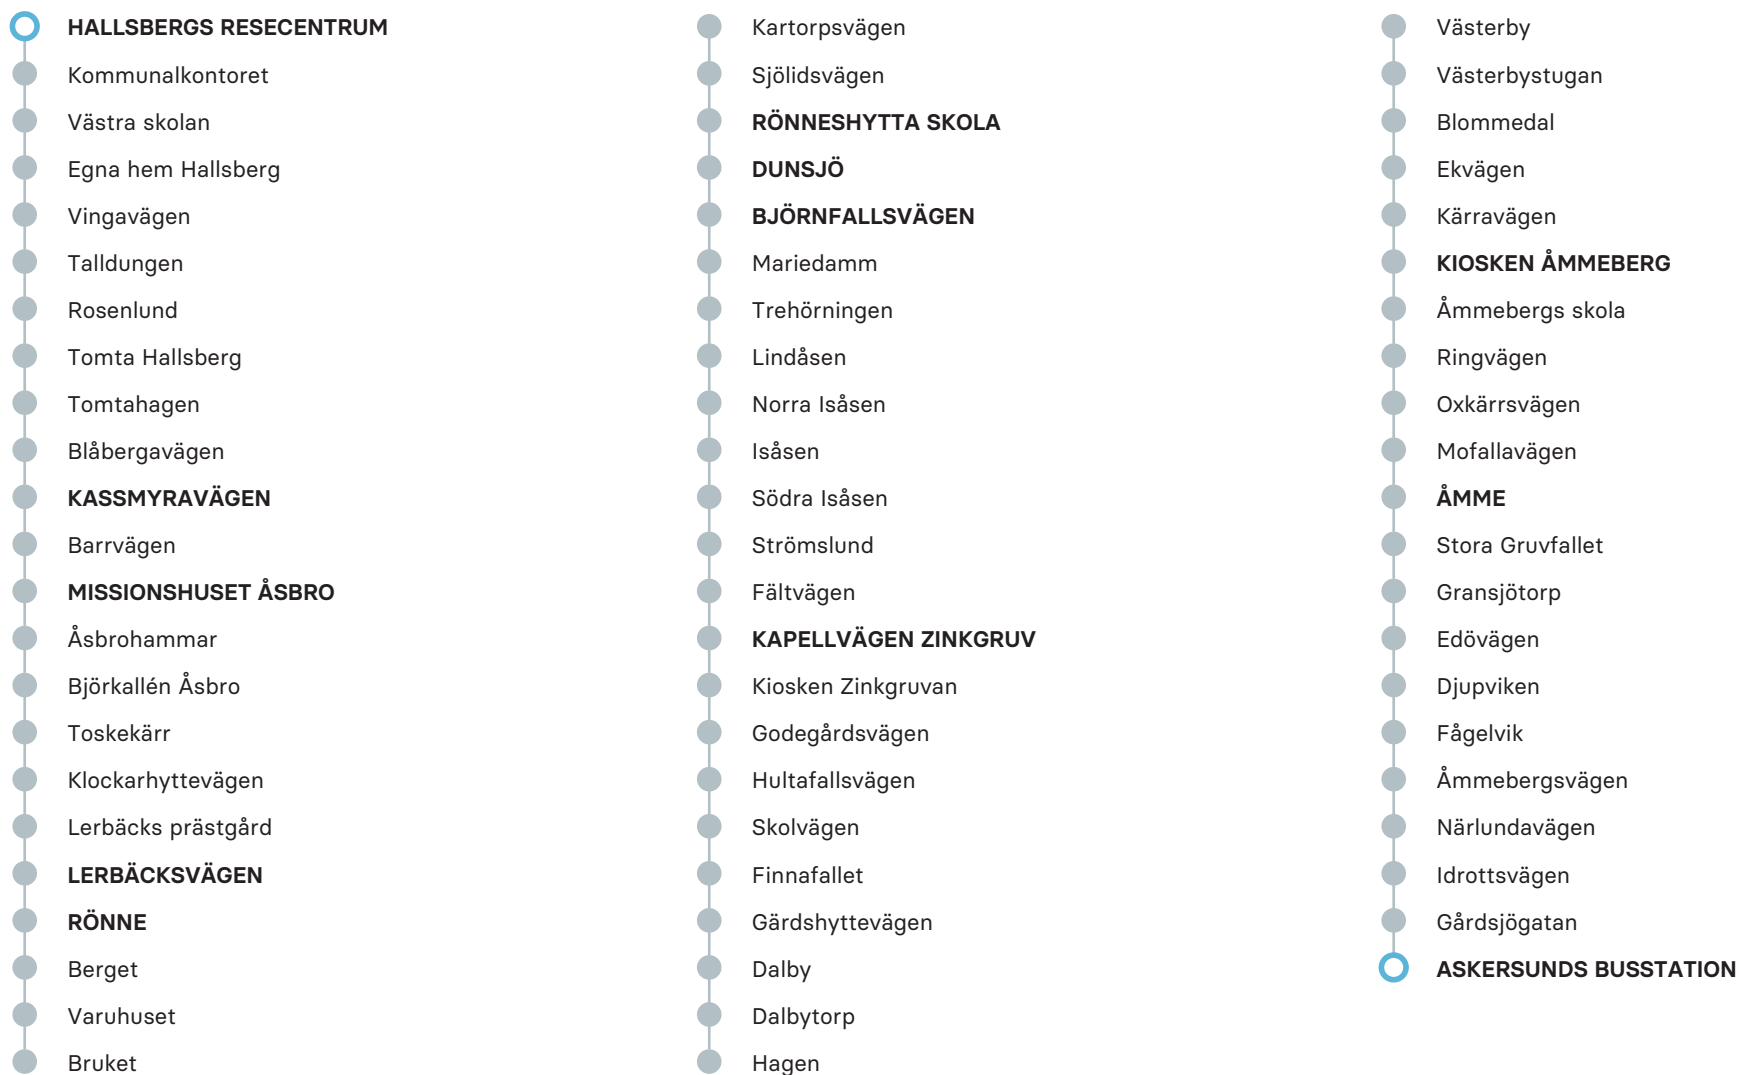 HALLSBERGS RESECENTRUM
Kommunalkontoret
Västra skolan
Egna hem Hallsberg
Vingavägen
Talldungen
Rosenlund
Tomta Hallsberg
Tomtahagen
Blåbergavägen
KASSMYRAVÄGEN
Barrvägen
MISSIONSHUSET ÅSBRO
Åsbrohammar
Björkallén Åsbro
Toskekärr
Klockarhyttevägen
Lerbäcks prästgård
LERBÄCKSVÄGEN
RÖNNE
Berget
Varuhuset
Bruket
Kartorpsvägen
Sjölidsvägen
RÖNNESHYTTA SKOLA
DUNSJÖ
BJÖRNFALLSVÄGEN
Mariedamm
Trehörningen
Lindåsen
Norra Isåsen
Isåsen
Södra Isåsen
Strömslund
Fältvägen
KAPELLVÄGEN ZINKGRUV
Kiosken Zinkgruvan
Godegårdsvägen
Hultafallsvägen
Skolvägen
Finnafallet
Gärdshyttevägen
Dalby
Dalbytorp
Hagen
Västerby
Västerbystugan
Blommedal
Ekvägen
Kärravägen
KIOSKEN ÅMMEBERG
Åmmebergs skola
Ringvägen
Oxkärrsvägen
Mofallavägen
ÅMME
Stora Gruvfallet
Gransjötorp
Edövägen
Djupviken
Fågelvik
Åmmebergsvägen
Närlundavägen
Idrottsvägen
Gårdsjögatan
ASKERSUNDS BUSSTATION